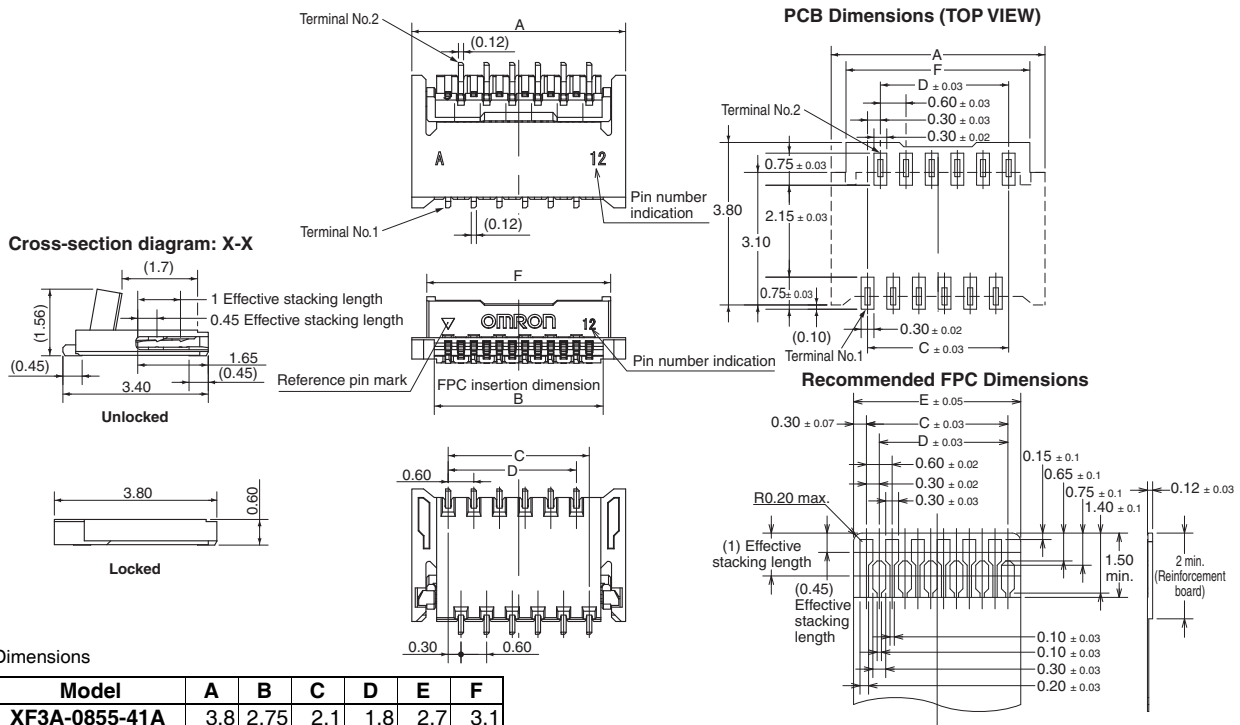 Terminal No.2
A
(0.12)
A
12
Pin number
indication
Terminal No.1
(0.12)
PCB Dimensions (TOP VIEW)
A
F
D ± 0.03
0.60 ± 0.03
0.30 ± 0.03
0.30 ± 0.02
Terminal No.2
0.75 ± 0.03
3.80
2.15 ± 0.03
3.10
0.75 ± 0.03
(0.10)
0.30 ± 0.02
Terminal No.1
C ± 0.03
Cross-section diagram: X-X
(1.7)
1 Effective stacking length
0.45 Effective stacking length
(1.56)
(0.45)
1.65
(0.45)
3.40
Unlocked
F
OMRON
12
Pin number indication
Reference pin mark
FPC insertion dimension
B
3.80
0.60
Locked
C
D
0.60
0.30
0.60
Recommended FPC Dimensions
E ± 0.05
0.30 ± 0.07
C ± 0.03
D ± 0.03
0.60 ± 0.02
0.30 ± 0.02
0.30 ± 0.03
0.15 ± 0.1
0.65 ± 0.1
0.75 ± 0.1
1.40 ± 0.1
0.12 ± 0.03
R0.20 max.
(1) Effective
stacking length
(0.45)
Effective
stacking
length
1.50
min.
2 min.
(Reinforcement
board)
0.10 ± 0.03
0.10 ± 0.03
0.30 ± 0.03
0.20 ± 0.03
Dimensions
Model A B C D E F
XF3A-0855-41A 3.8 2.75 2.1 1.8 2.7 3.1